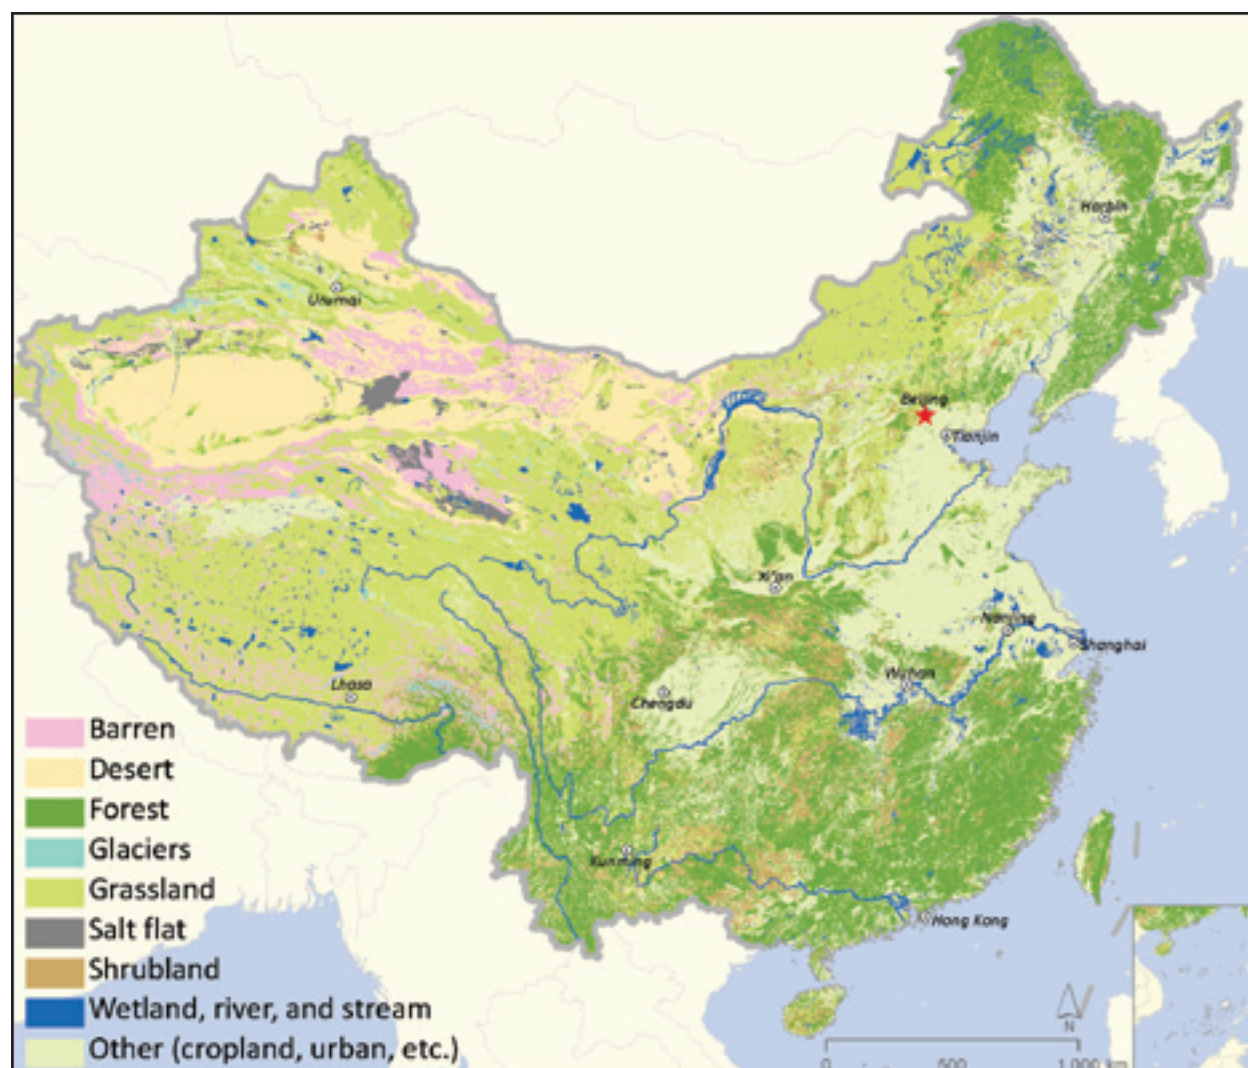 Harbin
Urumqi
Beijing
Tianjin
Xi'an
Nanjing
Shanghai
Wuhan
Lhasa
Chengdu
Kunming
Hong Kong
Barren
Desert
Forest
Glaciers
Grassland
Salt flat
Shrubland
Wetland, river, and stream
Other (cropland, urban, etc.)
N
0 500 1,000 km